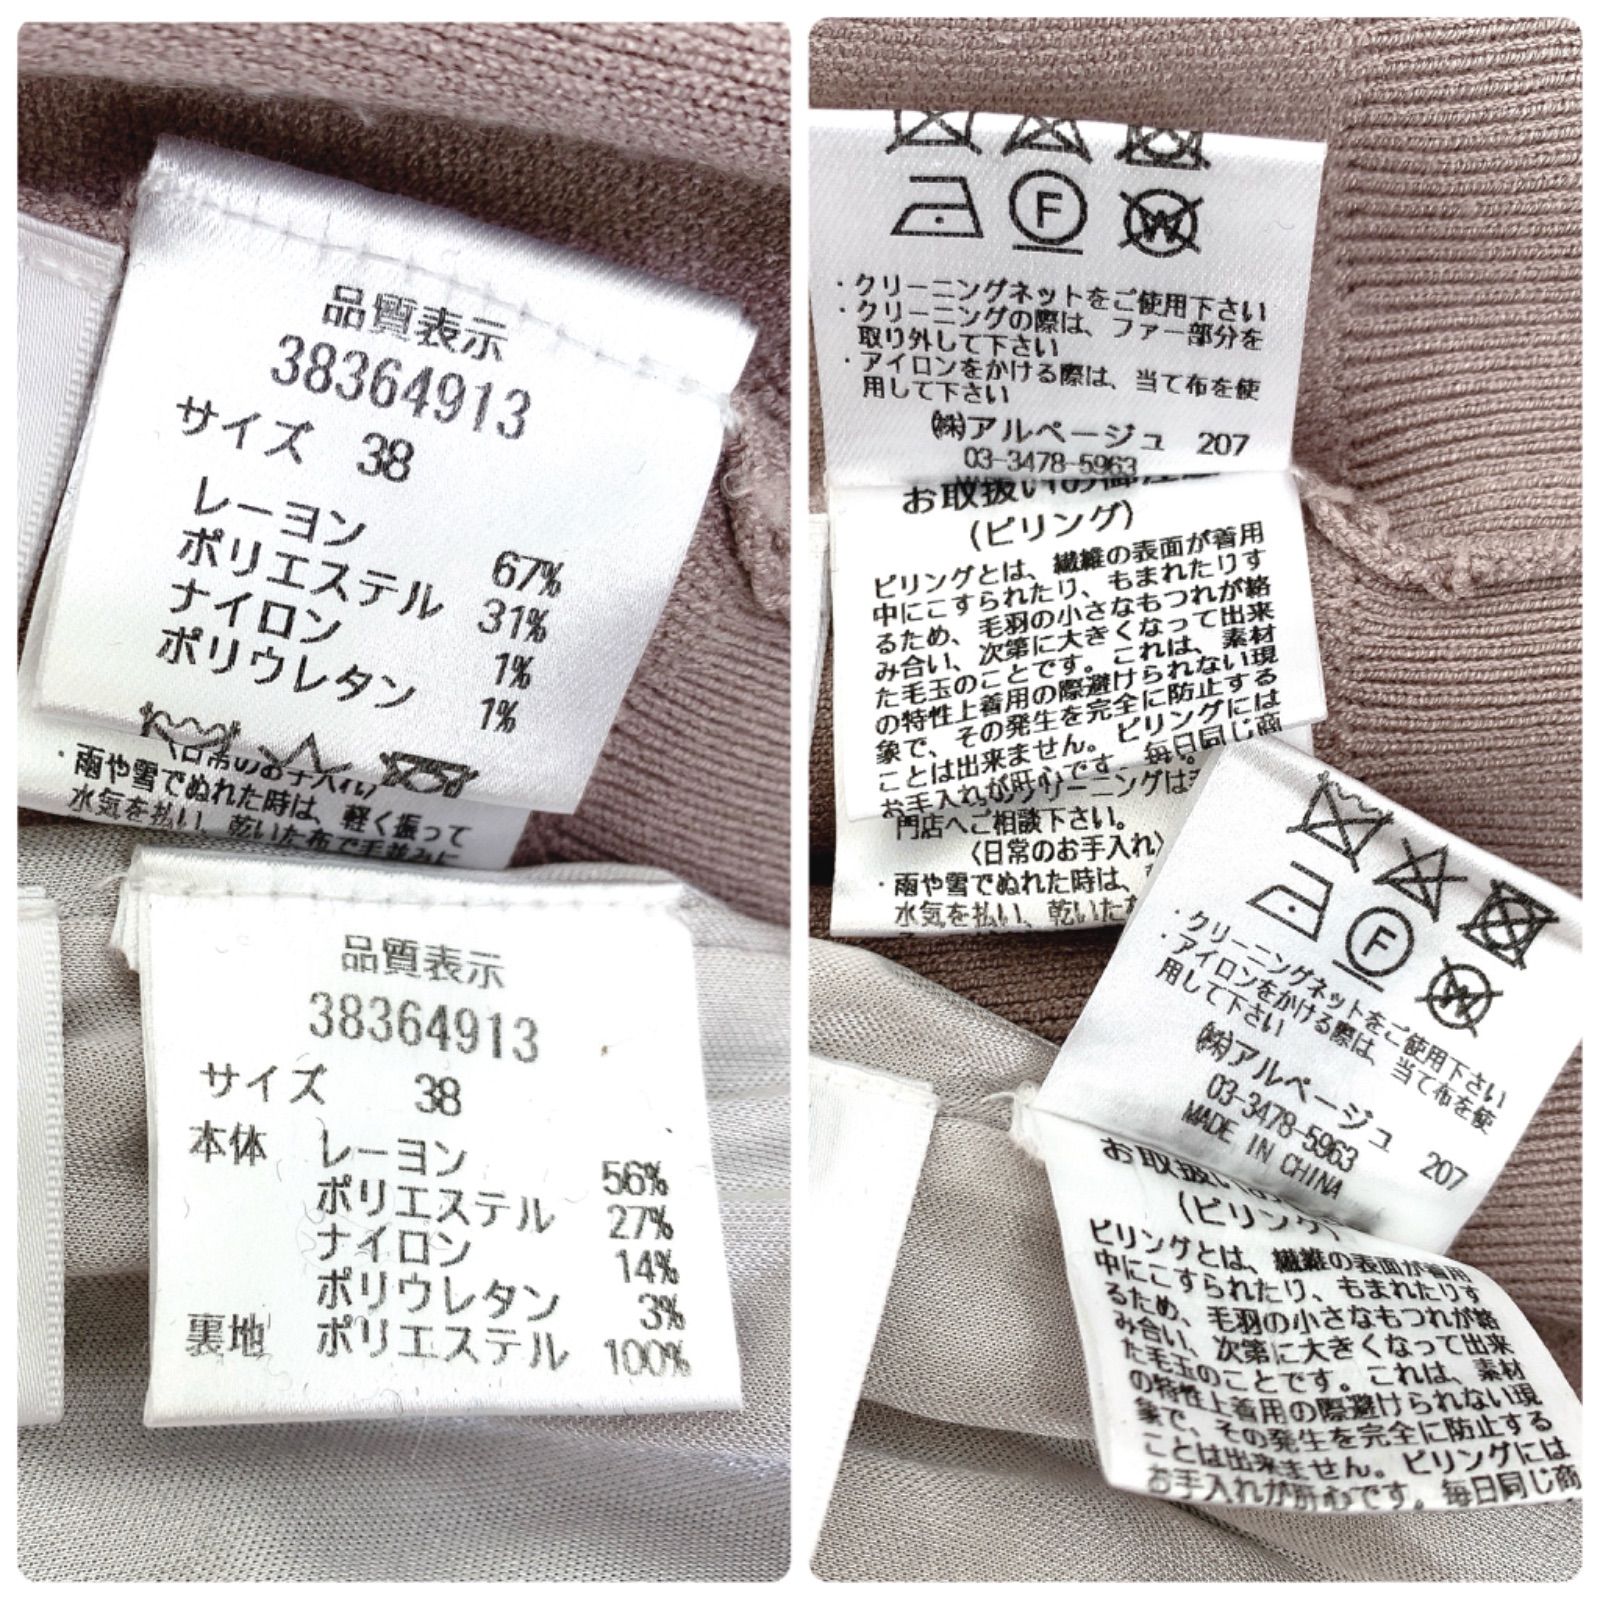 品質表示
38364913
サイズ 38
レーヨン 67%
ポリエステル 31%
ナイロン 1%
ポリウレタン 1%
・雨や雪でぬれた時は、軽く振って
水気を払い、乾いた布で手並みに
品質表示
38364913
サイズ 38
本体 レーヨン 56%
ポリエステル 27%
ナイロン 14%
ポリウレタン 3%
裏地 ポリエステル 100%
F
W
・クリーニングネットをご使用下さい
・クリーニングの際は、ファー部分を
取り外して下さい
・アイロンをかける際は、当て布を使
用して下さい
㈱アルページュ 207
03-3478-5963
お取扱いの
(ピリング)
ピリングとは、繊維の表面が着用
中にこすられたり、もまれたりす
るため、毛羽の小さなもつれが絡
み合い、次第に大きくなって出来
た毛玉のことです。これは、素材
の特性上着用の際避けられない現
象で、その発生を完全に防止する
ことは出来ません。ピリングには
お手入れが肝心です。毎日同じ商
門店へご相談下さい。
〈日常のお手入れ〉
・雨や雪でぬれた時は、
水気を払い、乾いた
F
W
・クリーニングネットをご使用下さい
・アイロンをかける際は、当て布を使
用して下さい
㈱アルページュ 207
03-3478-5963
MADE IN CHINA
お取扱い
(ピリング)
ピリングとは、繊維の表面が着用
中にこすられたり、もまれたりす
るため、毛羽の小さなもつれが絡
み合い、次第に大きくなって出来
た毛玉のことです。これは、素材
の特性上着用の際避けられない現
象で、その発生を完全に防止する
ことは出来ません。ピリングには
お手入れが肝心です。毎日同じ商